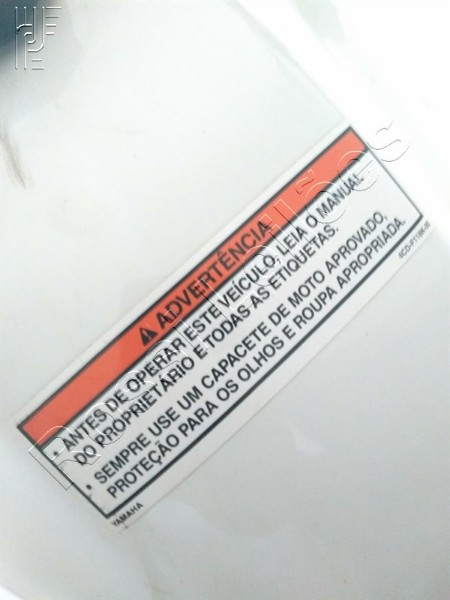 ⚠ ADVERTÊNCIA
• ANTES DE OPERAR ESTE VEÍCULO, LEIA O MANUAL
DO PROPRIETÁRIO E TODAS AS ETIQUETAS.
• SEMPRE USE UM CAPACETE DE MOTO APROVADO,
PROTEÇÃO PARA OS OLHOS E ROUPA APROPRIADA.
YAMAHA